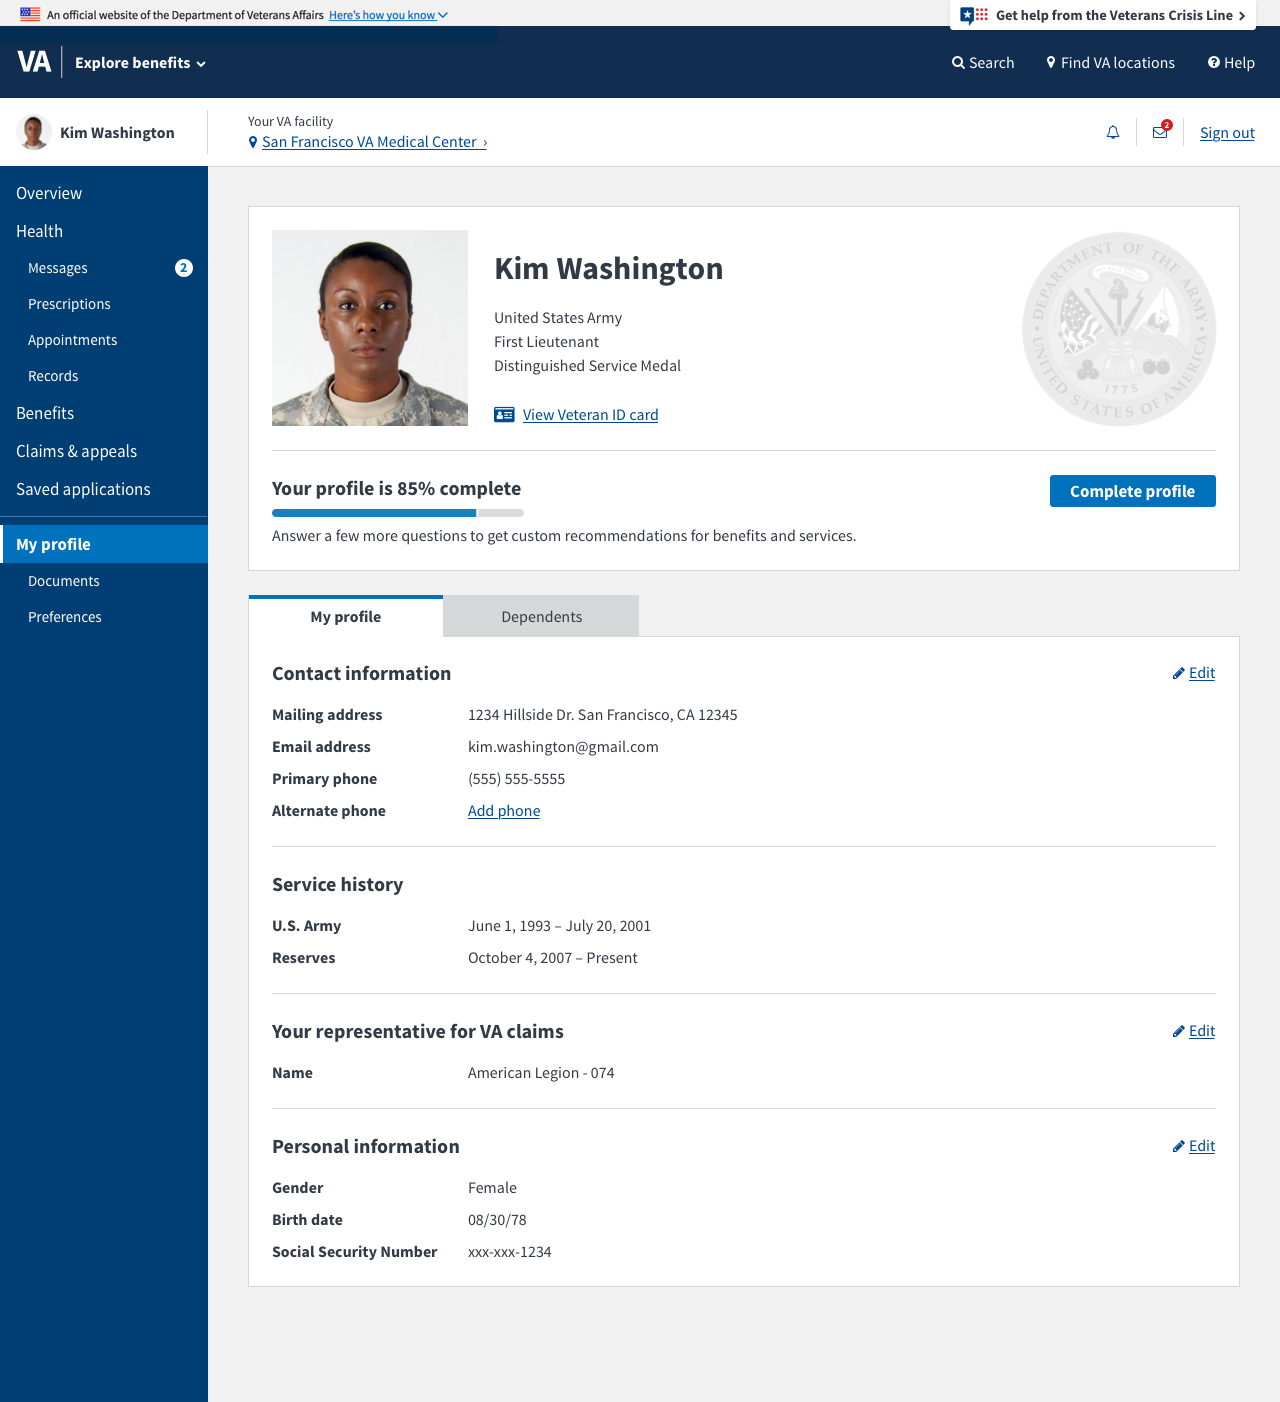 An official website of the Department of Veterans Affairs Here's how you know
Get help from the Veterans Crisis Line
VA Explore benefits
Search Find VA locations Help
Kim Washington
Your VA facility
San Francisco VA Medical Center ›
2
Sign out
Overview
Health
Messages 2
Prescriptions
Appointments
Records
Benefits
Claims & appeals
Saved applications
My profile
Documents
Preferences
Kim Washington
United States Army
First Lieutenant
Distinguished Service Medal
View Veteran ID card
DEPARTMENT OF THE ARMY
UNITED STATES OF AMERICA
1775
Your profile is 85% complete
Complete profile
Answer a few more questions to get custom recommendations for benefits and services.
My profile Dependents
Contact information Edit
Mailing address 1234 Hillside Dr. San Francisco, CA 12345
Email address kim.washington@gmail.com
Primary phone (555) 555-5555
Alternate phone Add phone
Service history
U.S. Army June 1, 1993 – July 20, 2001
Reserves October 4, 2007 – Present
Your representative for VA claims Edit
Name American Legion - 074
Personal information Edit
Gender Female
Birth date 08/30/78
Social Security Number xxx-xxx-1234